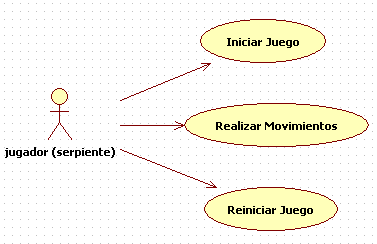 Iniciar Juego
Realizar Movimientos
jugador (serpiente)
Reiniciar Juego